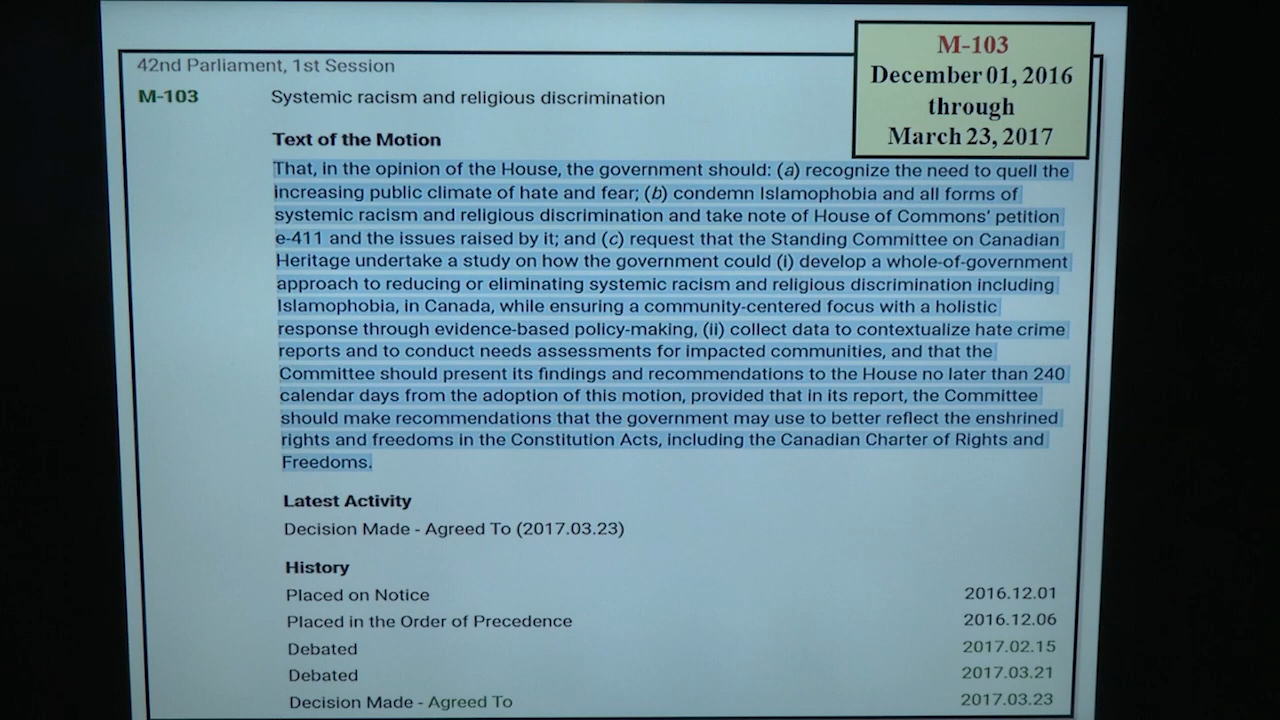 M-103
December 01, 2016
through
March 23, 2017
42nd Parliament, 1st Session
M-103 Systemic racism and religious discrimination
Text of the Motion
That, in the opinion of the House, the government should: (a) recognize the need to quell the
increasing public climate of hate and fear; (b) condemn Islamophobia and all forms of
systemic racism and religious discrimination and take note of House of Commons’ petition
e-411 and the issues raised by it; and (c) request that the Standing Committee on Canadian
Heritage undertake a study on how the government could (i) develop a whole-of-government
approach to reducing or eliminating systemic racism and religious discrimination including
Islamophobia, in Canada, while ensuring a community-centered focus with a holistic
response through evidence-based policy-making, (ii) collect data to contextualize hate crime
reports and to conduct needs assessments for impacted communities, and that the
Committee should present its findings and recommendations to the House no later than 240
calendar days from the adoption of this motion, provided that in its report, the Committee
should make recommendations that the government may use to better reflect the enshrined
rights and freedoms in the Constitution Acts, including the Canadian Charter of Rights and
Freedoms.
Latest Activity
Decision Made - Agreed To (2017.03.23)
History
Placed on Notice 2016.12.01
Placed in the Order of Precedence 2016.12.06
Debated 2017.02.15
Debated 2017.03.21
Decision Made - Agreed To 2017.03.23